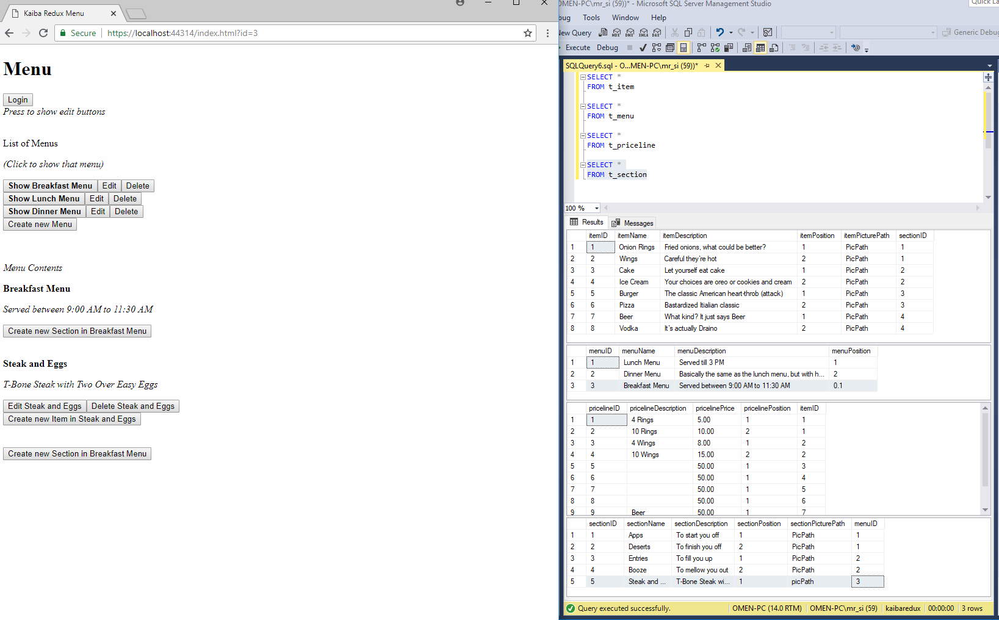 Kaiba Redux Menu
Secure https://localhost:44314/index.html?id=3
Menu
Login
Press to show edit buttons
List of Menus
(Click to show that menu)
Show Breakfast Menu Edit Delete
Show Lunch Menu Edit Delete
Show Dinner Menu Edit Delete
Create new Menu
Menu Contents
Breakfast Menu
Served between 9:00 AM to 11:30 AM
Create new Section in Breakfast Menu
Steak and Eggs
T-Bone Steak with Two Over Easy Eggs
Edit Steak and Eggs Delete Steak and Eggs
Create new Item in Steak and Eggs
Create new Section in Breakfast Menu
OMEN-PC\mr_si (59))* - Microsoft SQL Server Management Studio
Tools Window Help
New Query MDX DMX XMLA DAX Generic Debug
Execute Debug
SQLQuery6.sql - O...MEN-PC\mr_si (59))*
SELECT *
FROM t_item
SELECT *
FROM t_menu
SELECT *
FROM t_priceline
SELECT *
FROM t_section
100 %
Results Messages
itemID itemName itemDescription itemPosition itemPicturePath sectionID
1 1 Onion Rings Fried onions, what could be better? 1 PicPath 1
2 2 Wings Careful they're hot 2 PicPath 1
3 3 Cake Let yourself eat cake 1 PicPath 2
4 4 Ice Cream Your choices are oreo or cookies and cream 2 PicPath 2
5 5 Burger The classic American heart-throb (attack) 1 PicPath 3
6 6 Pizza Bastardized Itialian classic 2 PicPath 3
7 7 Beer What kind? It just says Beer 1 PicPath 4
8 8 Vodka It's actually Draino 2 PicPath 4
menuID menuName menuDescription menuPosition
1 1 Lunch Menu Served till 3 PM 1
2 2 Dinner Menu Basically the same as the lunch menu, but with h... 2
3 3 Breakfast Menu Served between 9:00 AM to 11:30 AM 0.1
pricelineID pricelineDescription pricelinePrice pricelinePosition itemID
1 1 4 Rings 5.00 1 1
2 2 10 Rings 10.00 2 1
3 3 4 Wings 8.00 1 2
4 4 10 Wings 15.00 2 2
5 5 50.00 1 3
6 6 50.00 1 4
7 7 50.00 1 5
8 8 50.00 1 6
9 9 Beer 50.00 1 7
sectionID sectionName sectionDescription sectionPosition sectionPicturePath menuID
1 1 Apps To start you off 1 PicPath 1
2 2 Deserts To finish you off 2 PicPath 1
3 3 Entries To fill you up 1 PicPath 2
4 4 Booze To mellow you out 2 PicPath 2
5 5 Steak and ... T-Bone Steak wi... 1 picPath 3
Query executed successfully. OMEN-PC (14.0 RTM) OMEN-PC\mr_si (59) kaibaredux 00:00:00 3 rows